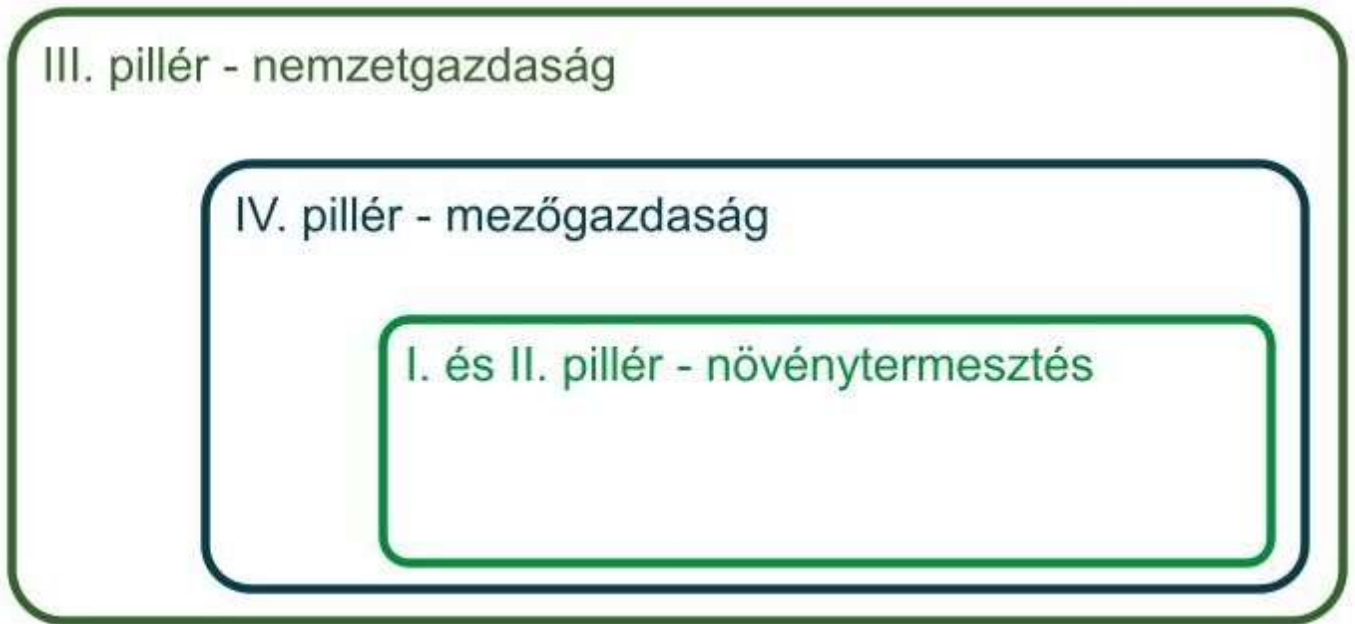 III. pillér - nemzetgazdaság
IV. pillér - mezőgazdaság
I. és II. pillér - növénytermesztés